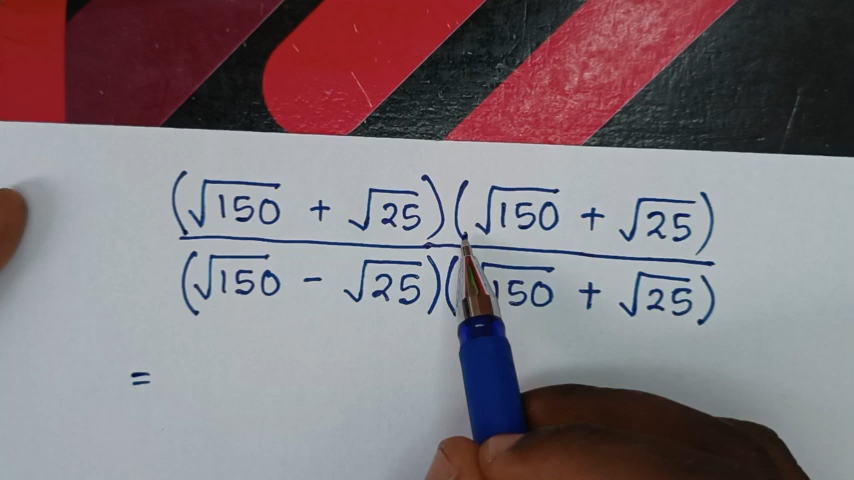 (√150 + √25)(√150 + √25)
(√150 - √25)(√150 + √25)
=